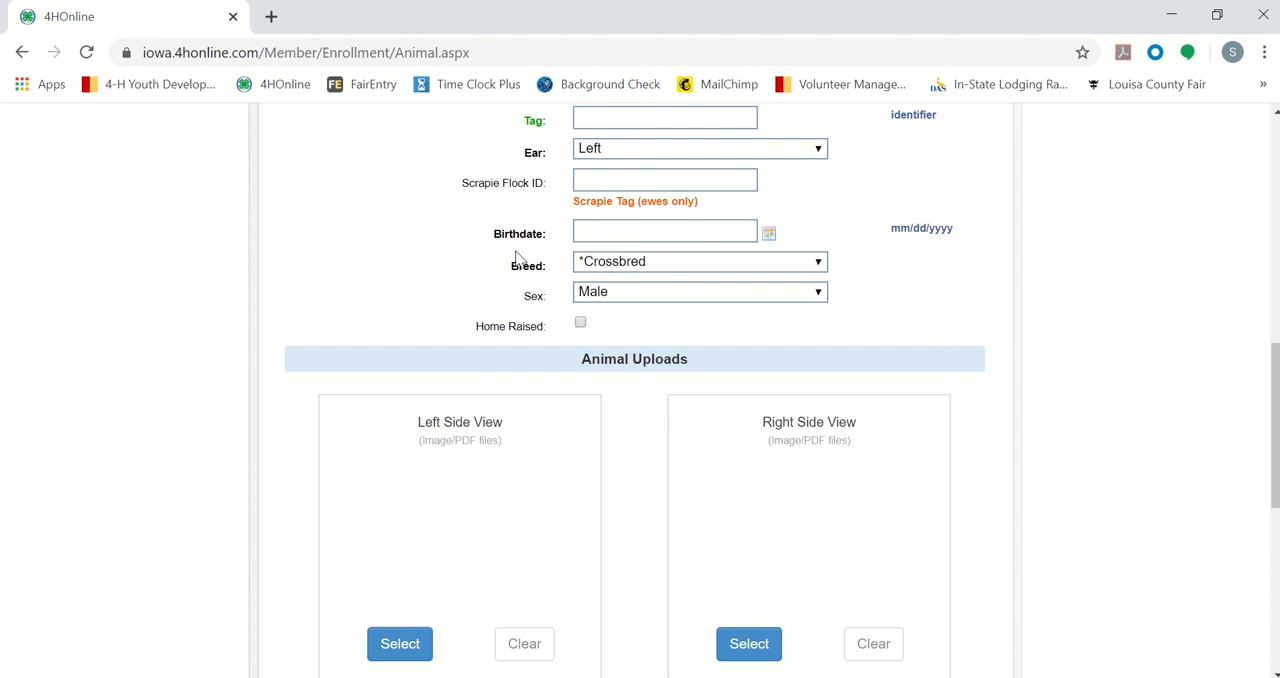 4HOnline
iowa.4honline.com/Member/Enrollment/Animal.aspx
S
Apps 4-H Youth Develop... 4HOnline FE FairEntry Time Clock Plus Background Check MailChimp Volunteer Manage... DAS In-State Lodging Ra... Louisa County Fair »
Tag: identifier
Ear: Left
Scrapie Flock ID:
Scrapie Tag (ewes only)
Birthdate: mm/dd/yyyy
Breed: *Crossbred
Sex: Male
Home Raised:
Animal Uploads
Left Side View
(Image/PDF files)
Select Clear
Right Side View
(Image/PDF files)
Select Clear